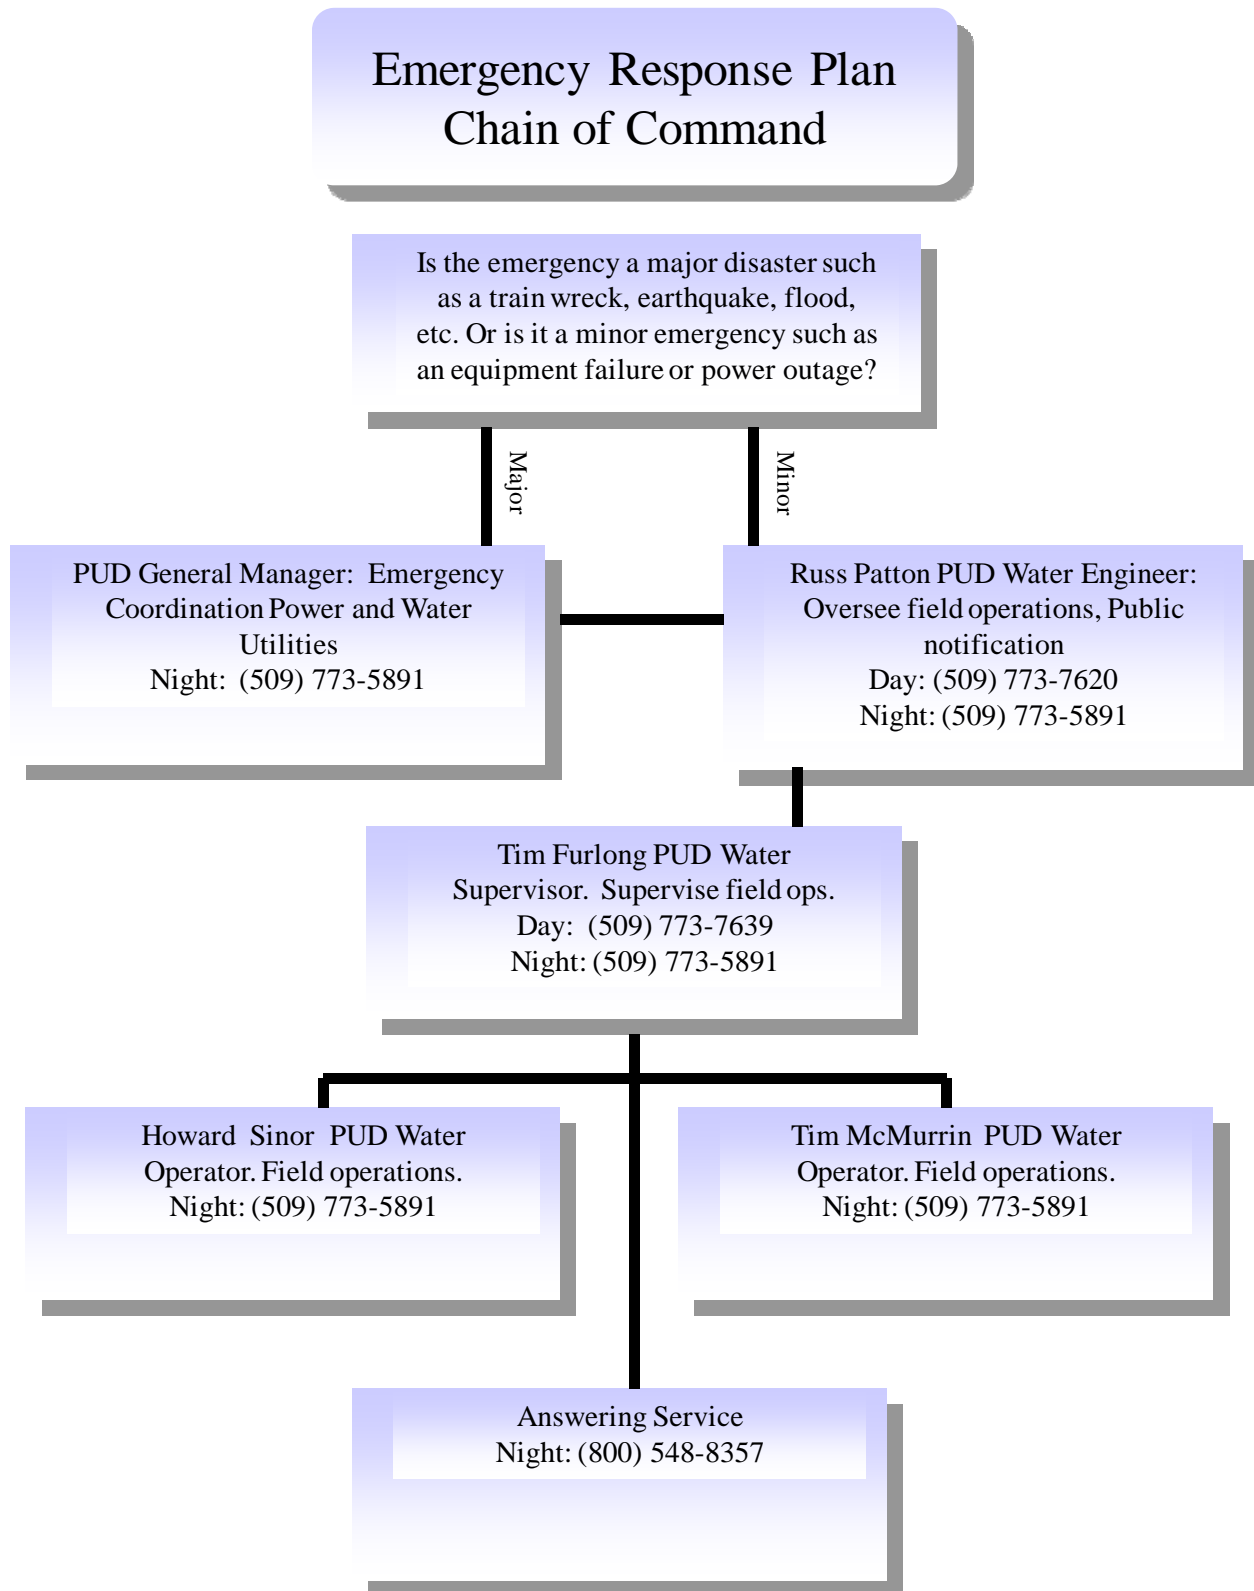 Emergency Response Plan
Chain of Command
Is the emergency a major disaster such
as a train wreck, earthquake, flood,
etc. Or is it a minor emergency such as
an equipment failure or power outage?
Major
Minor
PUD General Manager: Emergency
Coordination Power and Water
Utilities
Night: (509) 773-5891
Russ Patton PUD Water Engineer:
Oversee field operations, Public
notification
Day: (509) 773-7620
Night: (509) 773-5891
Tim Furlong PUD Water
Supervisor. Supervise field ops.
Day: (509) 773-7639
Night: (509) 773-5891
Howard Sinor PUD Water
Operator. Field operations.
Night: (509) 773-5891
Tim McMurrin PUD Water
Operator. Field operations.
Night: (509) 773-5891
Answering Service
Night: (800) 548-8357